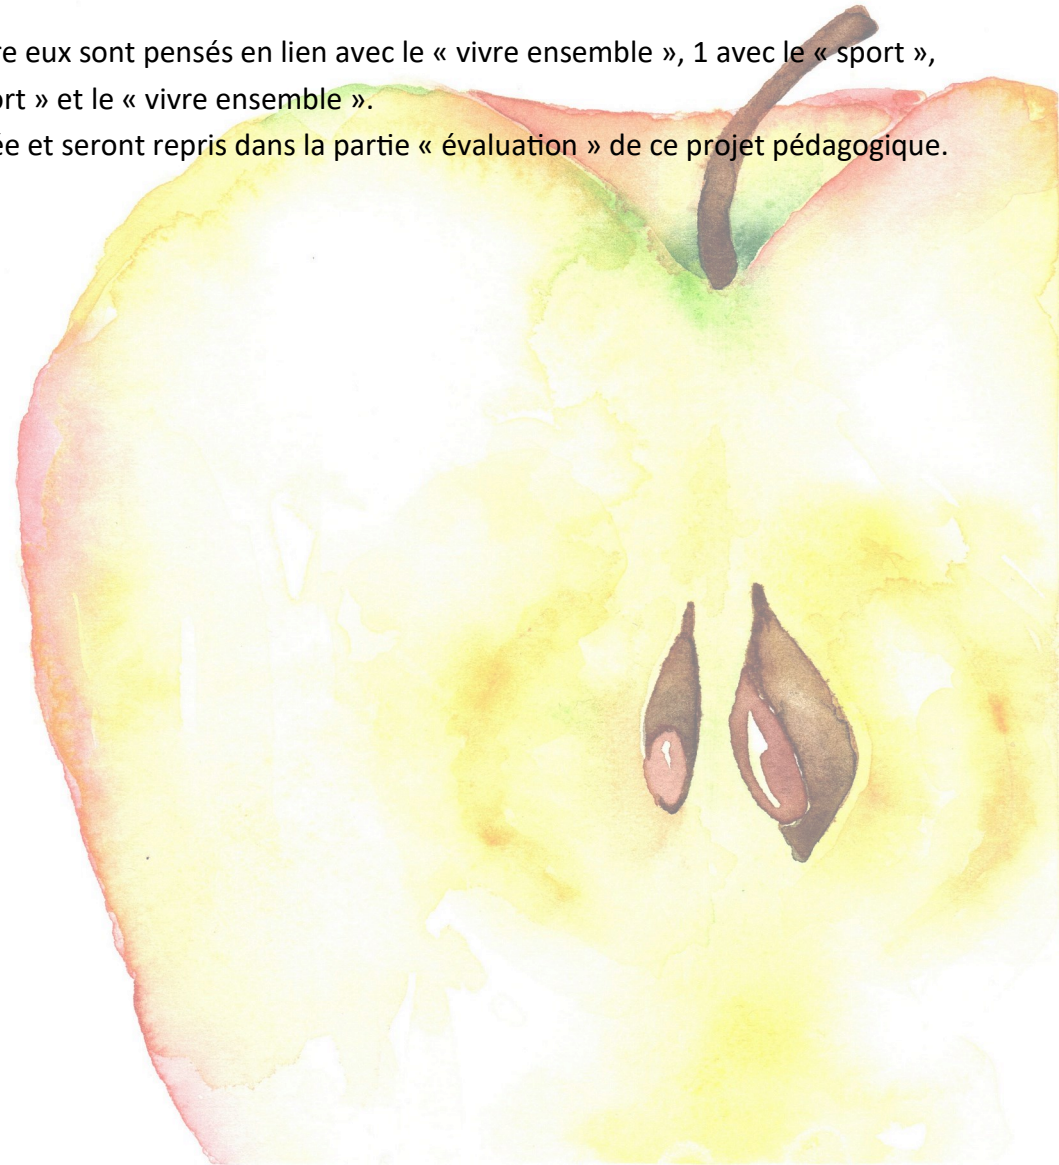 re eux sont pensés en lien avec le « vivre ensemble », 1 avec le « sport »,
ort » et le « vivre ensemble ».
ée et seront repris dans la partie « évaluation » de ce projet pédagogique.